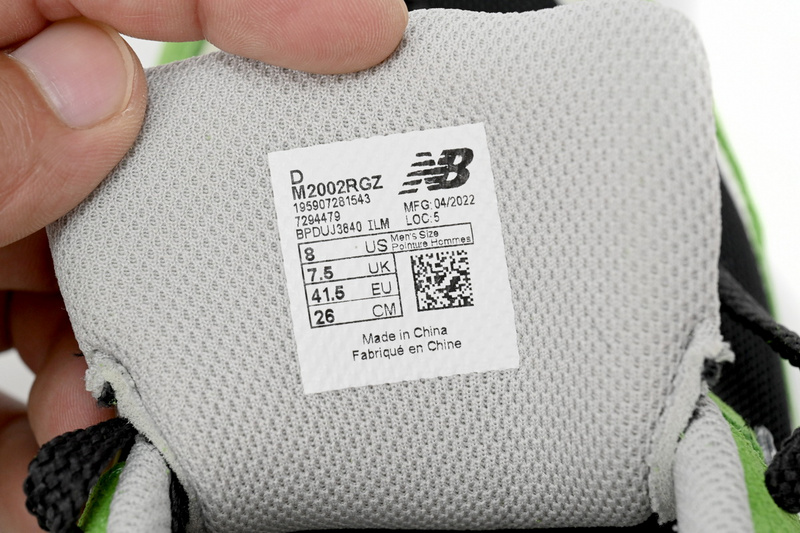 D
M2002RGZ
NB
195907281543
7294479
MFG:04/2022
BPDUJ3640 ILM
LOC:5
8 US
Men's Size
Pointure Hommes
7.5 UK
41.5 EU
26 CM
Made in China
Fabriqué en Chine